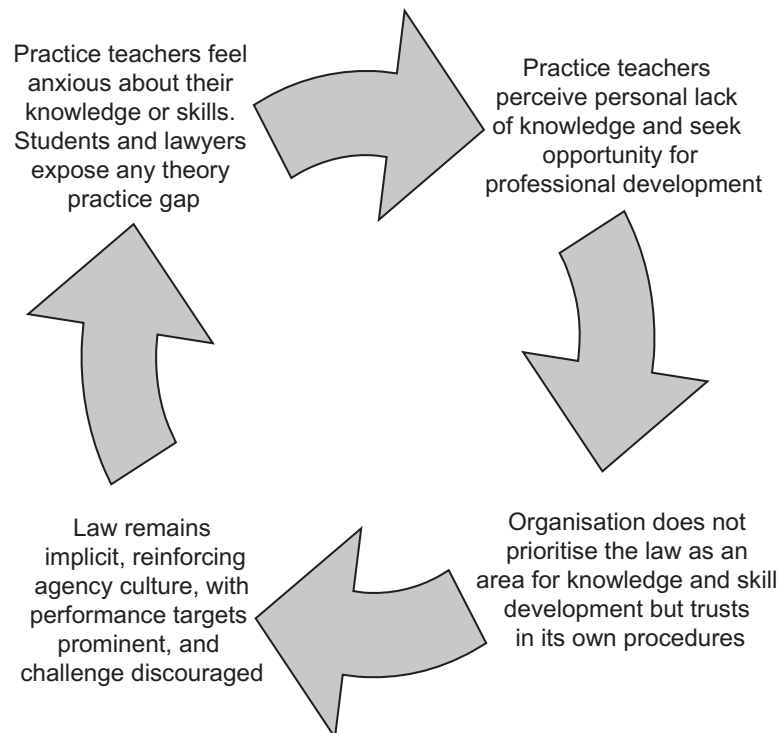 Practice teachers feel
anxious about their
knowledge or skills.
Students and lawyers
expose any theory
practice gap
Practice teachers
perceive personal lack
of knowledge and seek
opportunity for
professional development
Organisation does not
prioritise the law as an
area for knowledge and skill
development but trusts
in its own procedures
Law remains
implicit, reinforcing
agency culture, with
performance targets
prominent, and
challenge discouraged